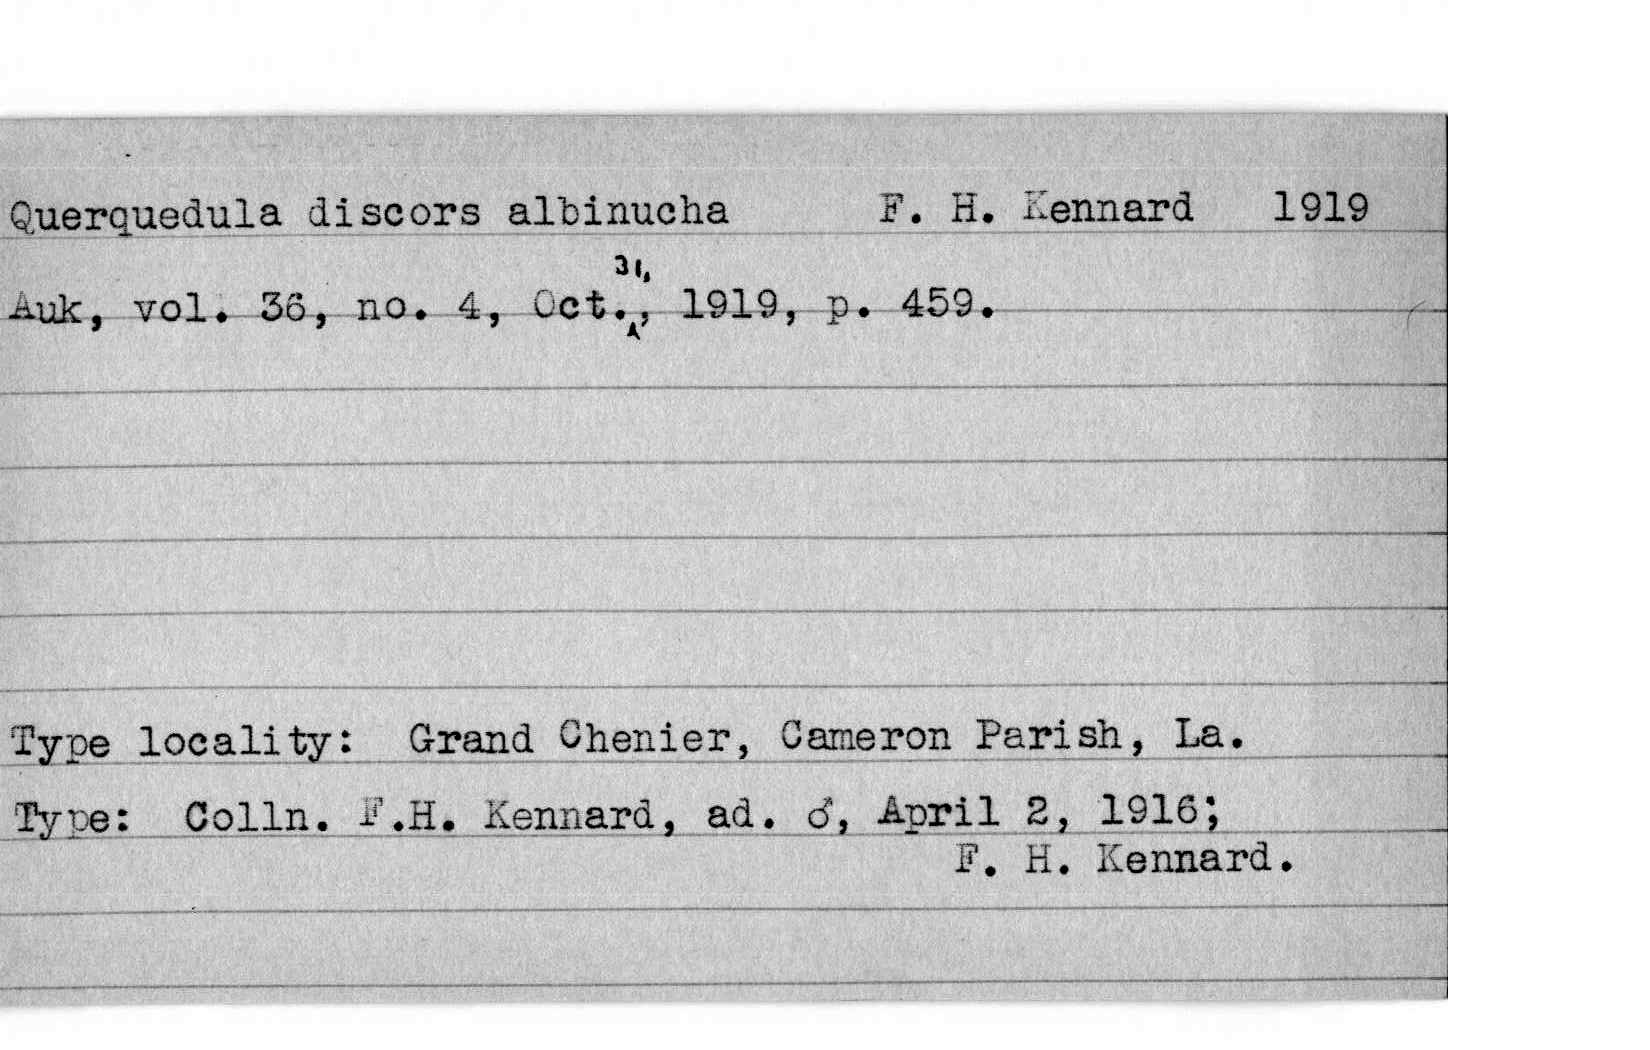 Querquedula discors albinucha F. H. Kennard 1919
Auk, vol. 36, no. 4, Oct. 31, , 1919, p. 459.
Type locality: Grand Chenier, Cameron Parish, La.
Type: Colln. F.H. Kennard, ad. ♂, April 2, 1916;
F. H. Kennard.